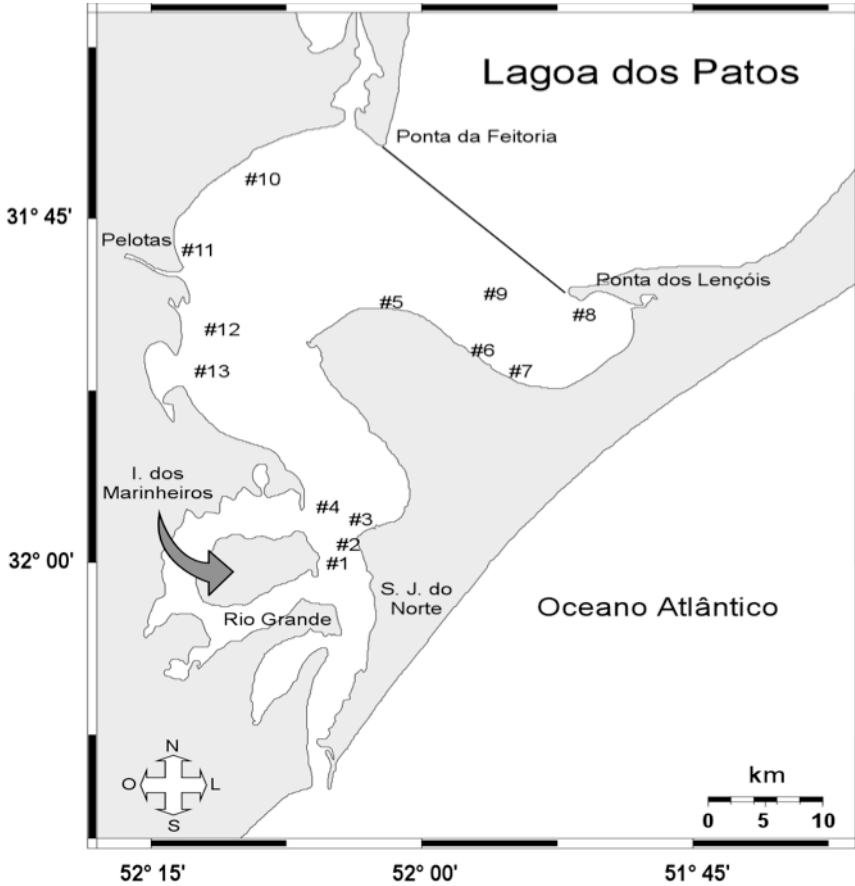 Lagoa dos Patos
Ponta da Feitoria
#10
31° 45'
Pelotas
#11
Ponta dos Lençóis
#9
#5
#8
#12
#6
#13
#7
I. dos
Marinheiros
#4
#3
#2
32° 00'
#1
S. J. do
Norte
Oceano Atlântico
Rio Grande
N
O
L
S
km
0 5 10
52° 15' 52° 00' 51° 45'